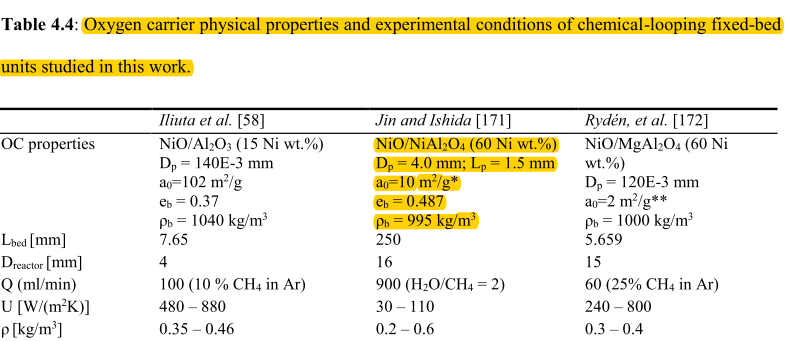 Table 4.4: Oxygen carrier physical properties and experimental conditions of chemical-looping fixed-bed
units studied in this work.
Iliuta et al. [58] Jin and Ishida [171] Rydén, et al. [172]
OC properties NiO/Al₂O₃ (15 Ni wt.%) NiO/NiAl₂O₄ (60 Ni wt.%) NiO/MgAl₂O₄ (60 Ni
Dₚ = 140E-3 mm Dₚ = 4.0 mm; Lₚ = 1.5 mm wt.%)
a₀=102 m²/g a₀=10 m²/g* Dₚ = 120E-3 mm
e_b = 0.37 e_b = 0.487 a₀=2 m²/g**
ρ_b = 1040 kg/m³ ρ_b = 995 kg/m³ ρ_b = 1000 kg/m³
L_bed [mm] 7.65 250 5.659
D_reactor [mm] 4 16 15
Q (ml/min) 100 (10 % CH₄ in Ar) 900 (H₂O/CH₄ = 2) 60 (25% CH₄ in Ar)
U [W/(m²K)] 480 – 880 30 – 110 240 – 800
ρ [kg/m³] 0.35 – 0.46 0.2 – 0.6 0.3 – 0.4